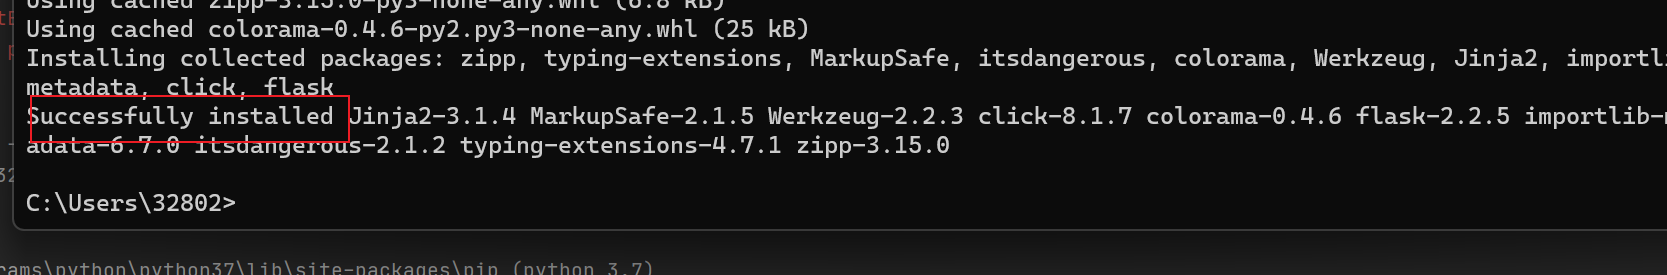 Using cached zipp-3.15.0-py3-none-any.whl (6.8 kB)
Using cached colorama-0.4.6-py2.py3-none-any.whl (25 kB)
Installing collected packages: zipp, typing-extensions, MarkupSafe, itsdangerous, colorama, Werkzeug, Jinja2, importl
metadata, click, flask
Successfully installed Jinja2-3.1.4 MarkupSafe-2.1.5 Werkzeug-2.2.3 click-8.1.7 colorama-0.4.6 flask-2.2.5 importlib-
adata-6.7.0 itsdangerous-2.1.2 typing-extensions-4.7.1 zipp-3.15.0
32
C:\Users\32802>
rams\python\python37\lib\site-packages\pip (python 3.7)